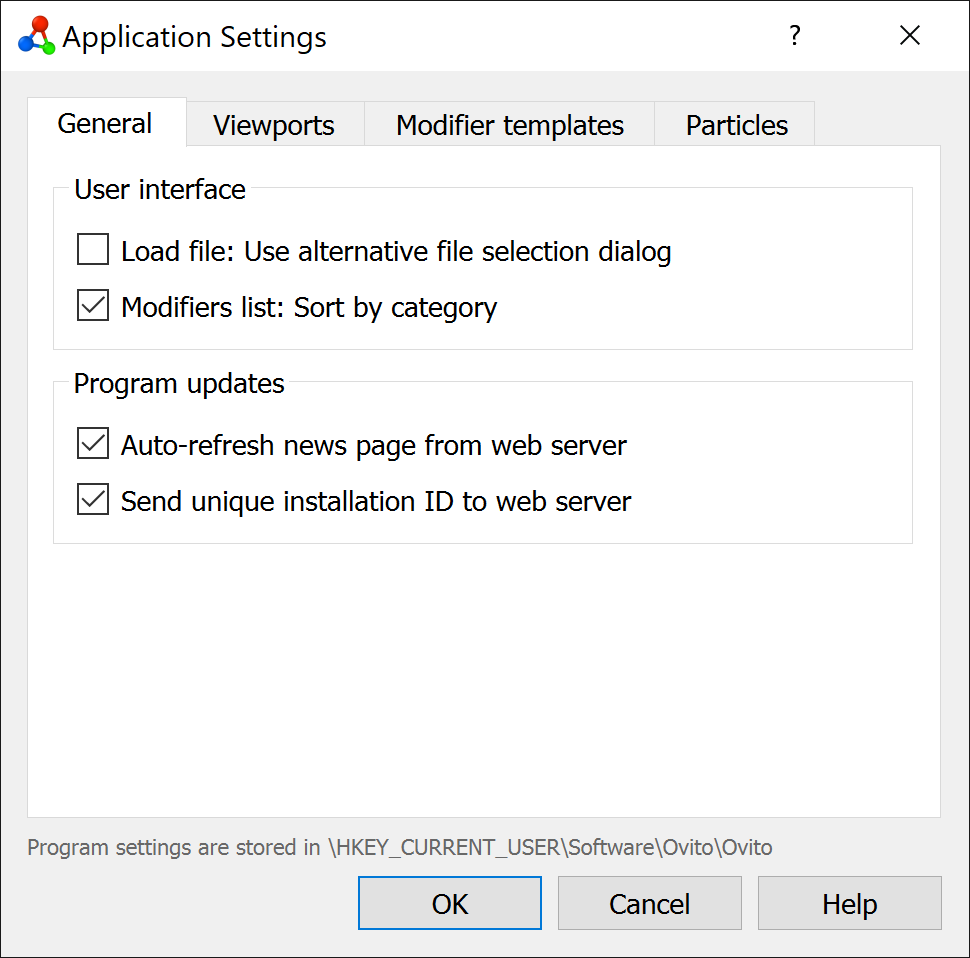 Application Settings ?
General Viewports Modifier templates Particles
User interface
Load file: Use alternative file selection dialog
Modifiers list: Sort by category
Program updates
Auto-refresh news page from web server
Send unique installation ID to web server
Program settings are stored in \HKEY_CURRENT_USER\Software\Ovito\Ovito
OK Cancel Help